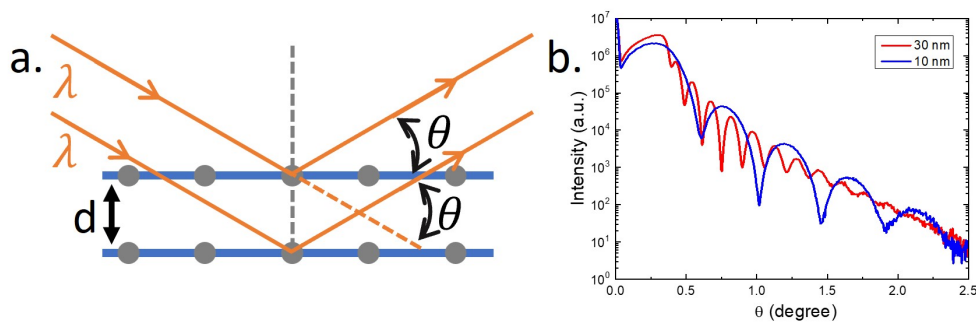 a.
λ
λ
θ
θ
d
b.
30 nm
10 nm
10⁷
10⁶
10⁵
10⁴
10³
10²
10¹
10⁰
Intensity (a.u.)
0.0 0.5 1.0 1.5 2.0 2.5
θ (degree)